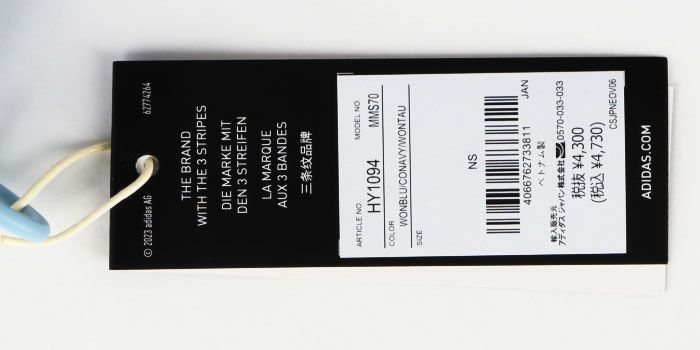 62774264
© 2023 adidas AG
THE BRAND
WITH THE 3 STRIPES
DIE MARKE MIT
DEN 3 STREIFEN
LA MARQUE
AUX 3 BANDES
三条纹品牌
ARTICLE NO.
HY1094
MODEL NO
MMS70
COLOR
WONBLU/CONAVY/WONTAU
SIZE
NS
JAN
4066762733811
ベトナム製
輸入販売元
アディダス ジャパン株式会社 0570-033-033
税抜 ¥4,300
(税込 ¥4,730)
CSJPNEOV06
ADIDAS.COM